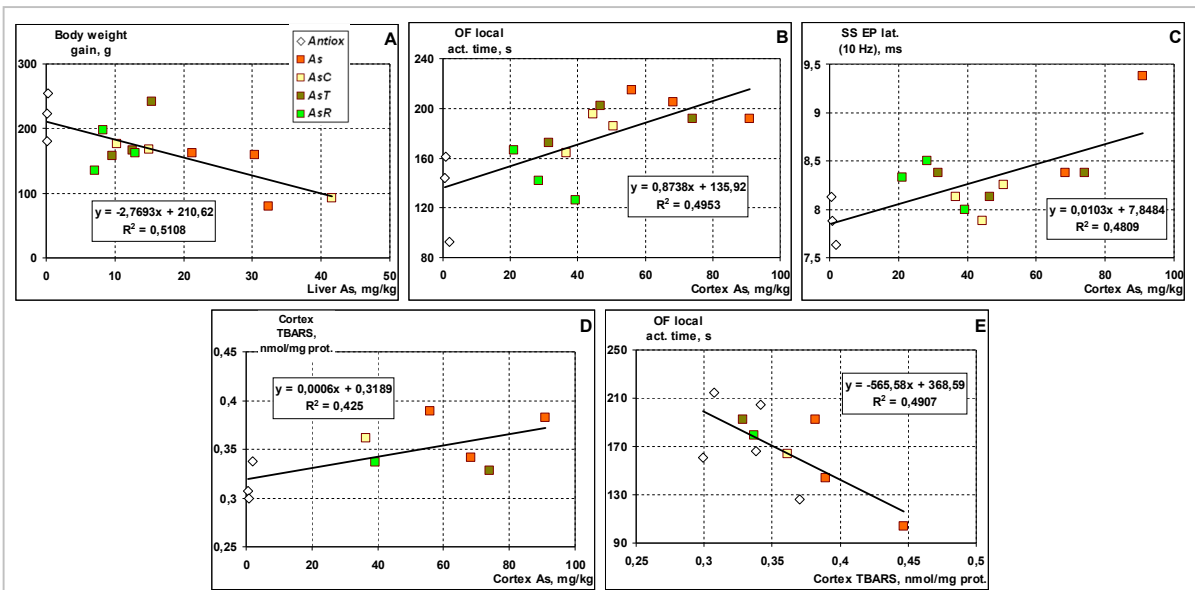 Body weight
gain, g
A
Antiox
As
AsC
AsT
AsR
300
200
100
0
y = -2,7693x + 210,62
R² = 0,5108
0
10
20
30
40
50
Liver As, mg/kg
OF local
act. time, s
B
240
200
160
120
80
y = 0,8738x + 135,92
R² = 0,4953
0
20
40
60
80
100
Cortex As, mg/kg
SS EP lat.
(10 Hz), ms
C
9,5
9
8,5
8
7,5
y = 0,0103x + 7,8484
R² = 0,4809
0
20
40
60
80
100
Cortex As, mg/kg
Cortex
TBARS,
nmol/mg prot.
D
0,45
0,4
0,35
0,3
0,25
y = 0,0006x + 0,3189
R² = 0,425
0
20
40
60
80
100
Cortex As, mg/kg
OF local
act. time, s
E
250
210
170
130
90
y = -565,58x + 368,59
R² = 0,4907
0,25
0,3
0,35
0,4
0,45
0,5
Cortex TBARS, nmol/mg prot.